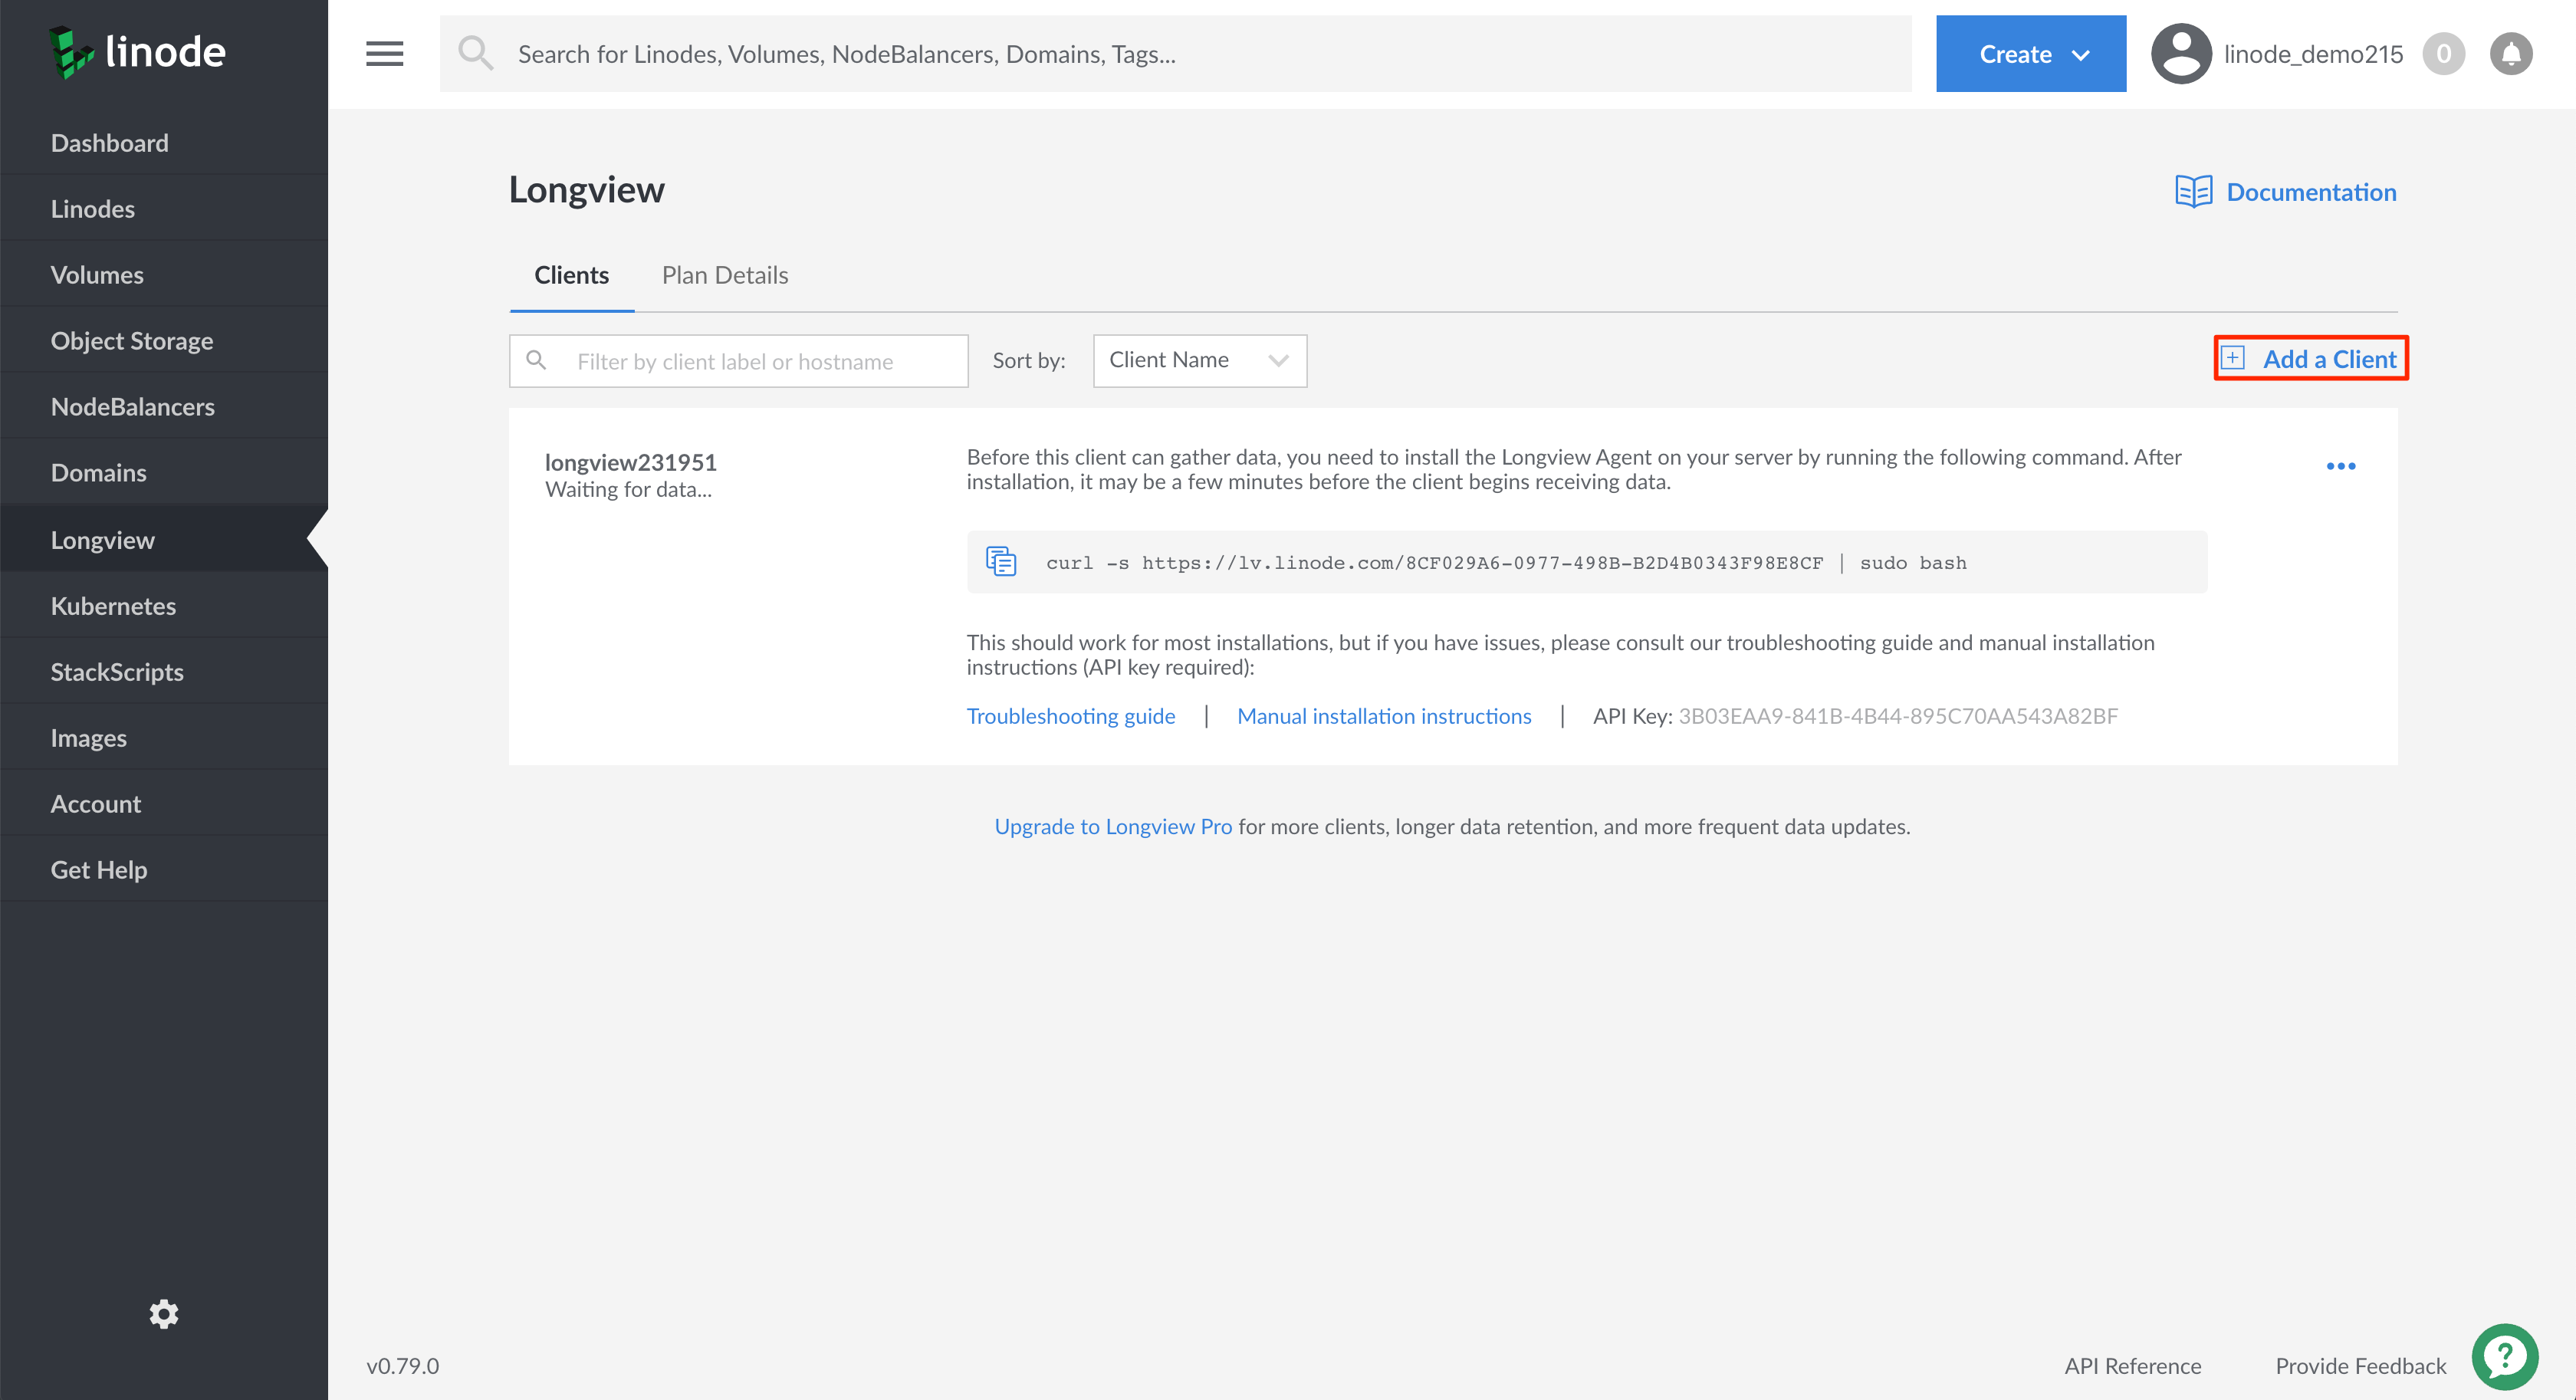 linode
Search for Linodes, Volumes, NodeBalancers, Domains, Tags...
Create
linode_demo215
0
Dashboard
Linodes
Volumes
Object Storage
NodeBalancers
Domains
Longview
Kubernetes
StackScripts
Images
Account
Get Help
Longview
Documentation
Clients
Plan Details
Filter by client label or hostname
Sort by:
Client Name
Add a Client
longview231951
Waiting for data...
Before this client can gather data, you need to install the Longview Agent on your server by running the following command. After
installation, it may be a few minutes before the client begins receiving data.
curl -s https://lv.linode.com/8CF029A6-0977-498B-B2D4B0343F98E8CF | sudo bash
This should work for most installations, but if you have issues, please consult our troubleshooting guide and manual installation
instructions (API key required):
Troubleshooting guide | Manual installation instructions | API Key: 3B03EAA9-841B-4B44-895C70AA543A82BF
Upgrade to Longview Pro for more clients, longer data retention, and more frequent data updates.
v0.79.0
API Reference
Provide Feedback
?